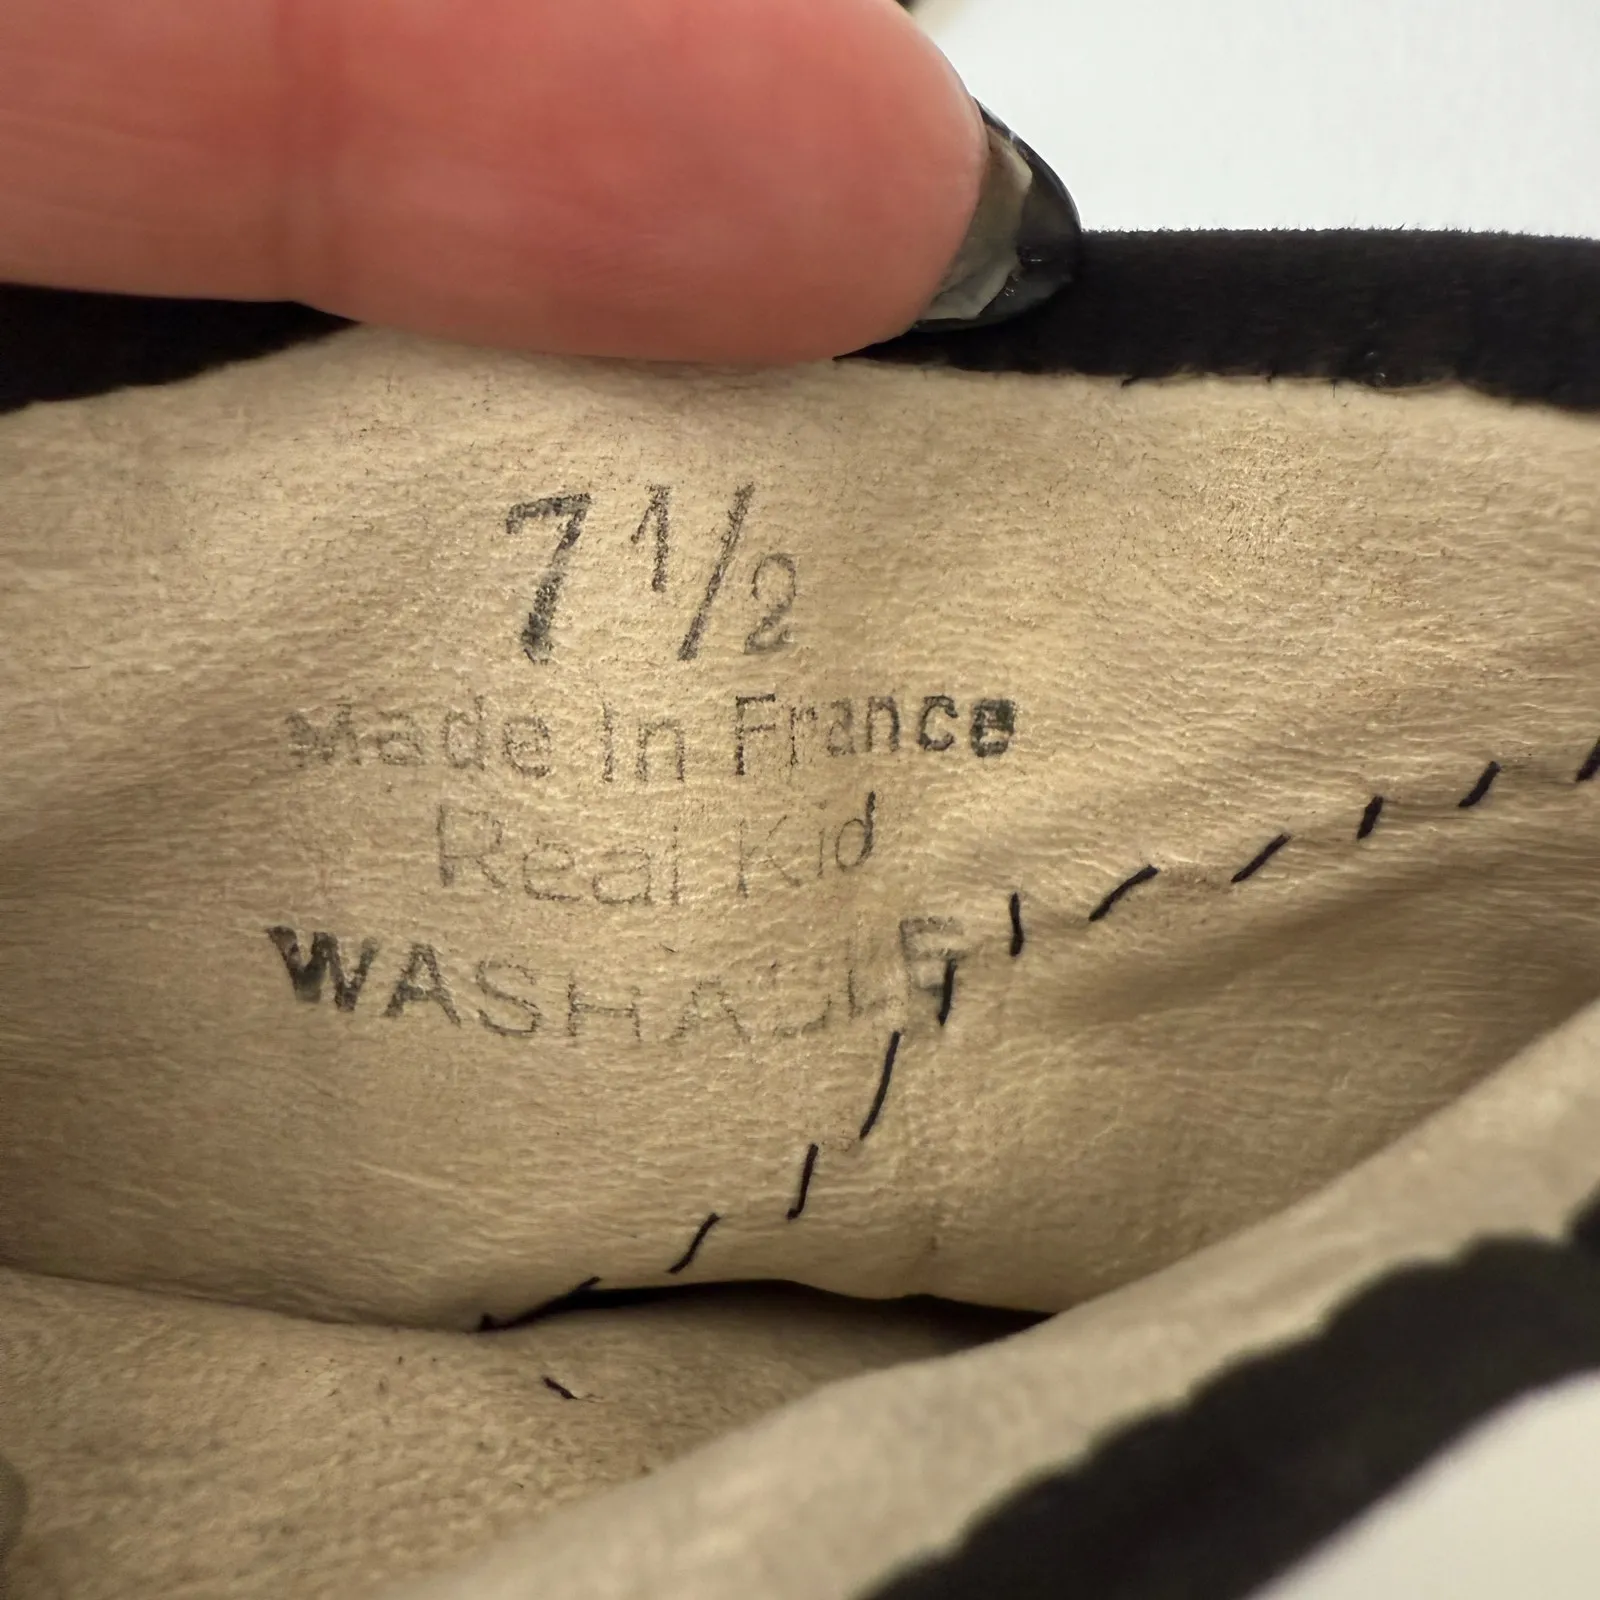 7 1/2
Made In France
Real Kid
WASHABLE